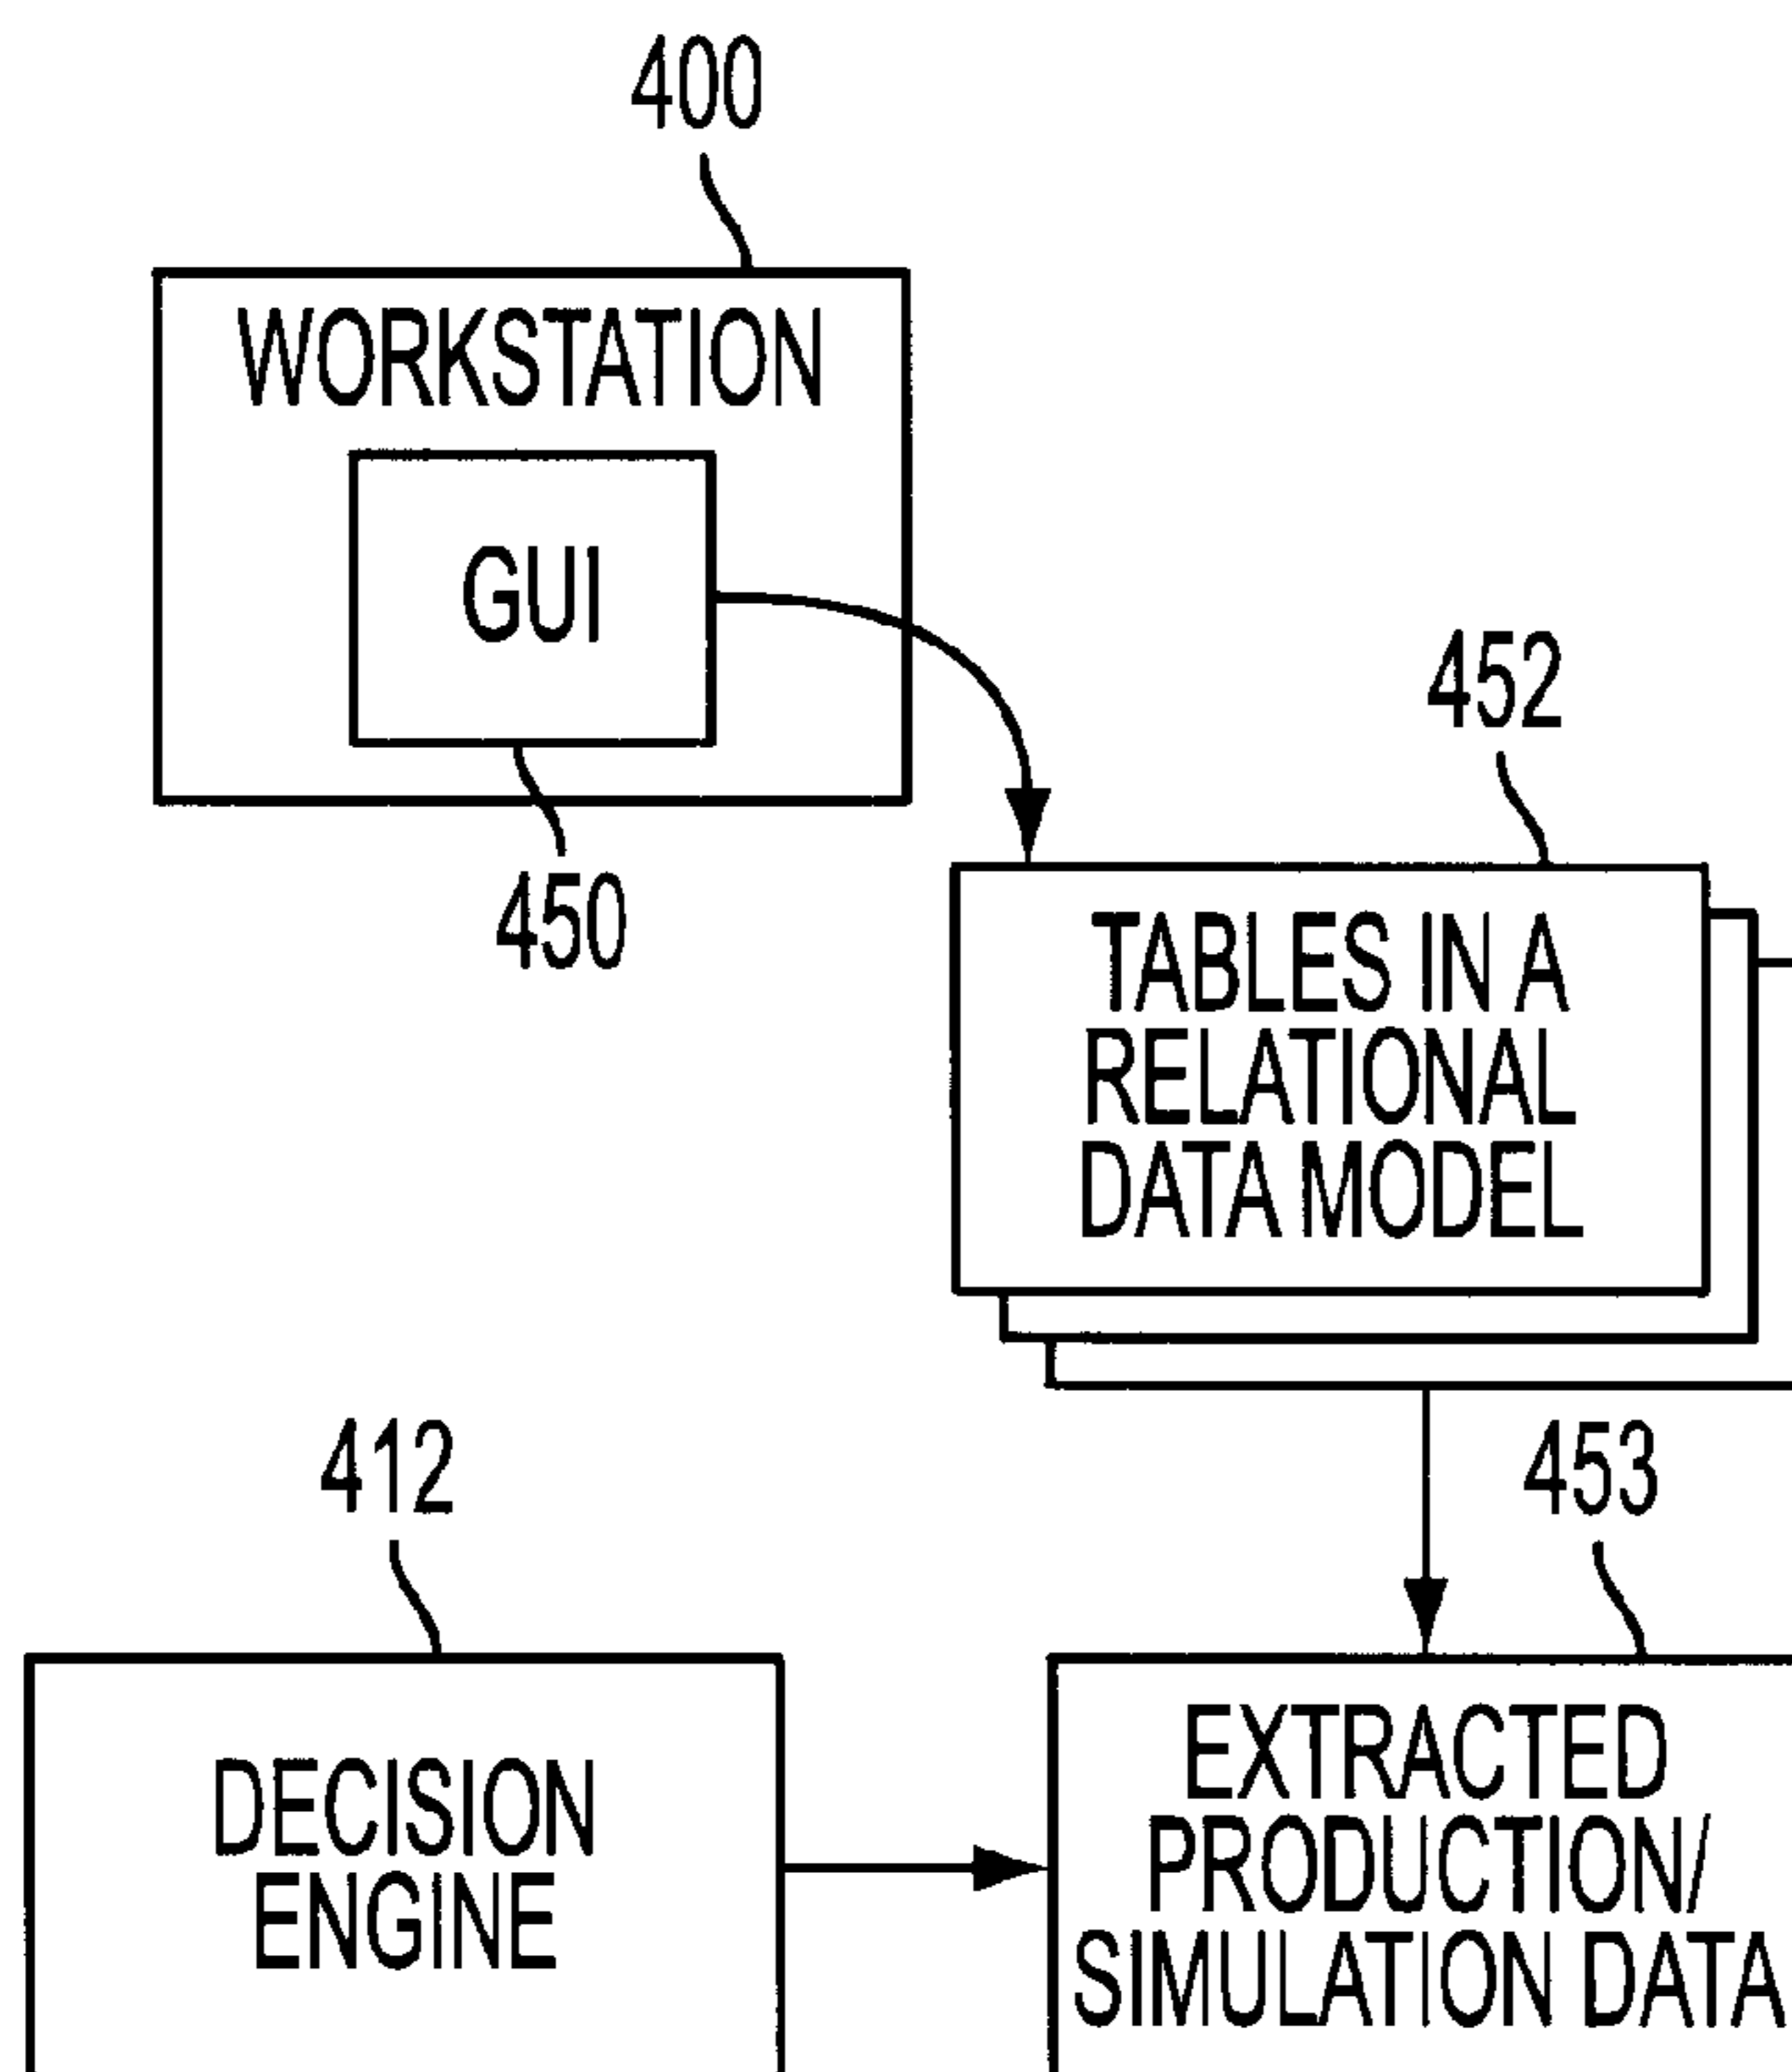 400
WORKSTATION
GUI
450
452
TABLES IN A
RELATIONAL
DATA MODEL
412
453
DECISION
ENGINE
EXTRACTED
PRODUCTION/
SIMULATION DATA